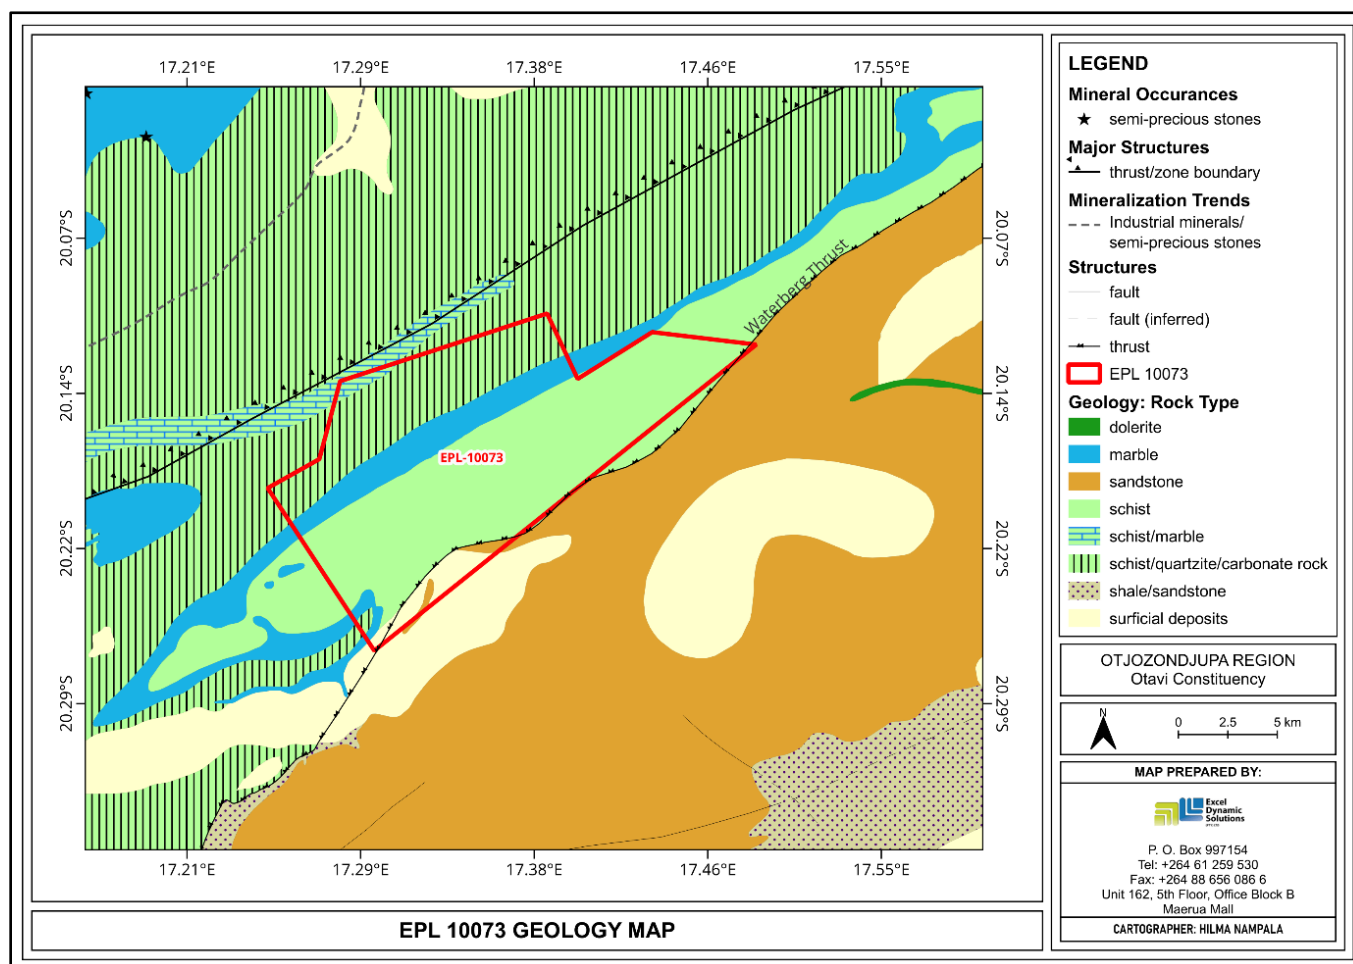 17.21°E 17.29°E 17.38°E 17.46°E 17.55°E
20.07°S
20.14°S
20.22°S
20.29°S
Waterberg Thrust
EPL-10073
20.07°S
20.14°S
20.22°S
20.29°S
17.21°E 17.29°E 17.38°E 17.46°E 17.55°E
EPL 10073 GEOLOGY MAP
LEGEND
Mineral Occurances
semi-precious stones
Major Structures
thrust/zone boundary
Mineralization Trends
Industrial minerals/
semi-precious stones
Structures
fault
fault (inferred)
thrust
EPL 10073
Geology: Rock Type
dolerite
marble
sandstone
schist
schist/marble
schist/quartzite/carbonate rock
shale/sandstone
surficial deposits
OTJOZONDJUPA REGION
Otavi Constituency
N
0 2.5 5 km
MAP PREPARED BY:
Excel
Dynamic
Solutions
P. O. Box 997154
Tel: +264 61 259 530
Fax: +264 88 656 086 6
Unit 162, 5th Floor, Office Block B
Maerua Mall
CARTOGRAPHER: HILMA NAMPALA